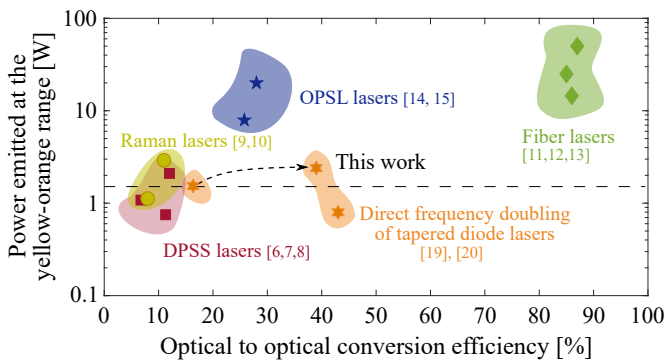 Power emitted at the
yellow-orange range [W]
100
10
1
0.1
OPSL lasers [14, 15]
Raman lasers [9,10]
Fiber lasers
[11,12,13]
This work
Direct frequency doubling
of tapered diode lasers
[19], [20]
DPSS lasers [6,7,8]
0 10 20 30 40 50 60 70 80 90 100
Optical to optical conversion efficiency [%]